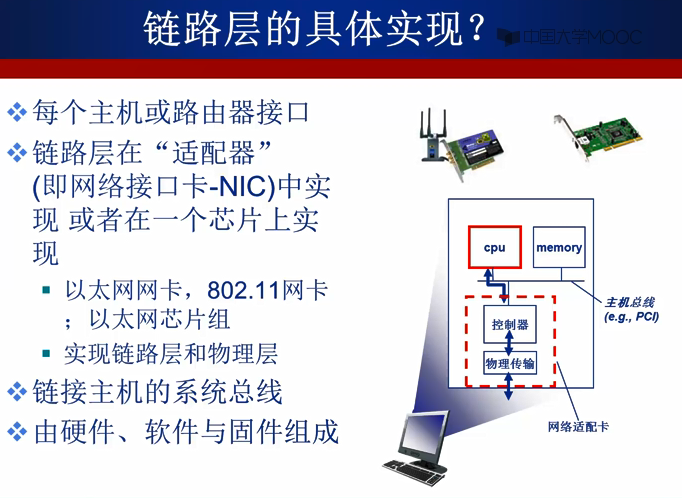 链路层的具体实现？
中国大学MOOC
每个主机或路由器接口
链路层在“适配器”
(即网络接口卡-NIC)中实
现 或者在一个芯片上实
现
以太网网卡，802.11网卡
；以太网芯片组
实现链路层和物理层
链接主机的系统总线
由硬件、软件与固件组成
cpu
memory
主机总线
(e.g., PCI)
控制器
物理传输
网络适配卡